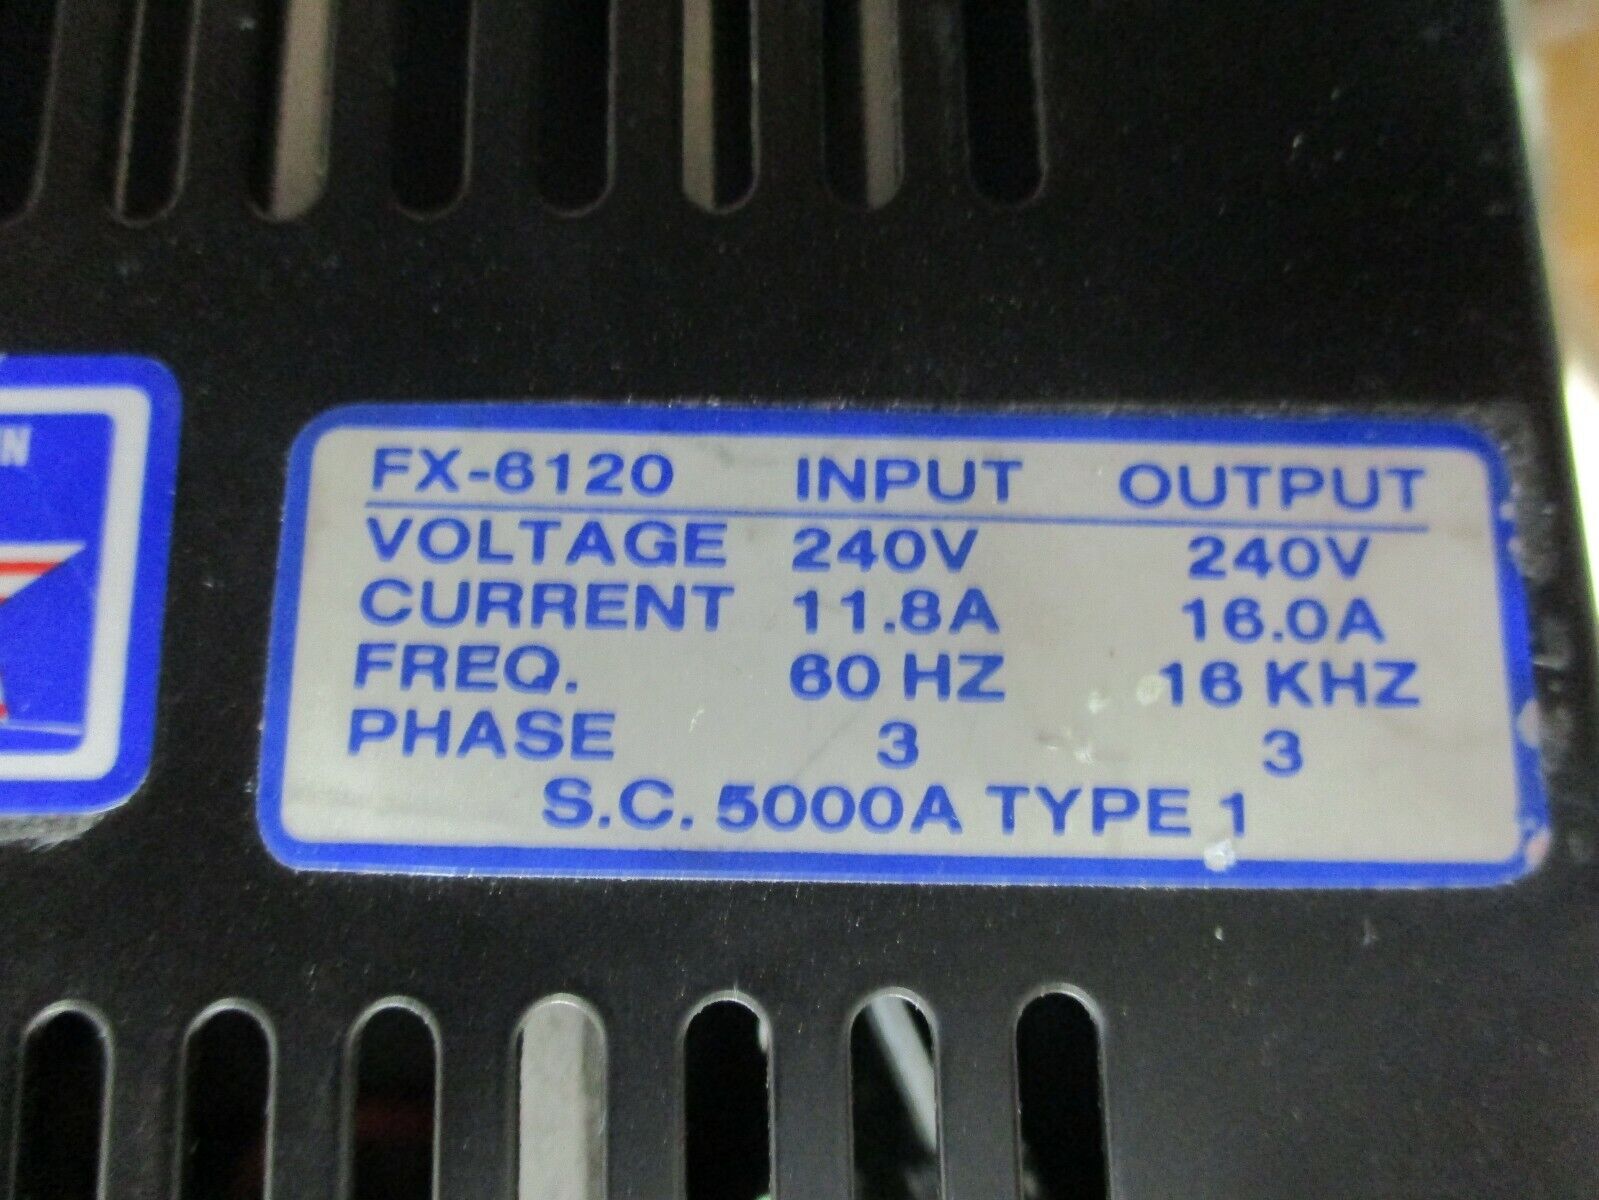 FX-6120 INPUT OUTPUT
VOLTAGE 240V 240V
CURRENT 11.8A 16.0A
FREQ. 60 HZ 16 KHZ
PHASE 3 3
S.C. 5000A TYPE 1